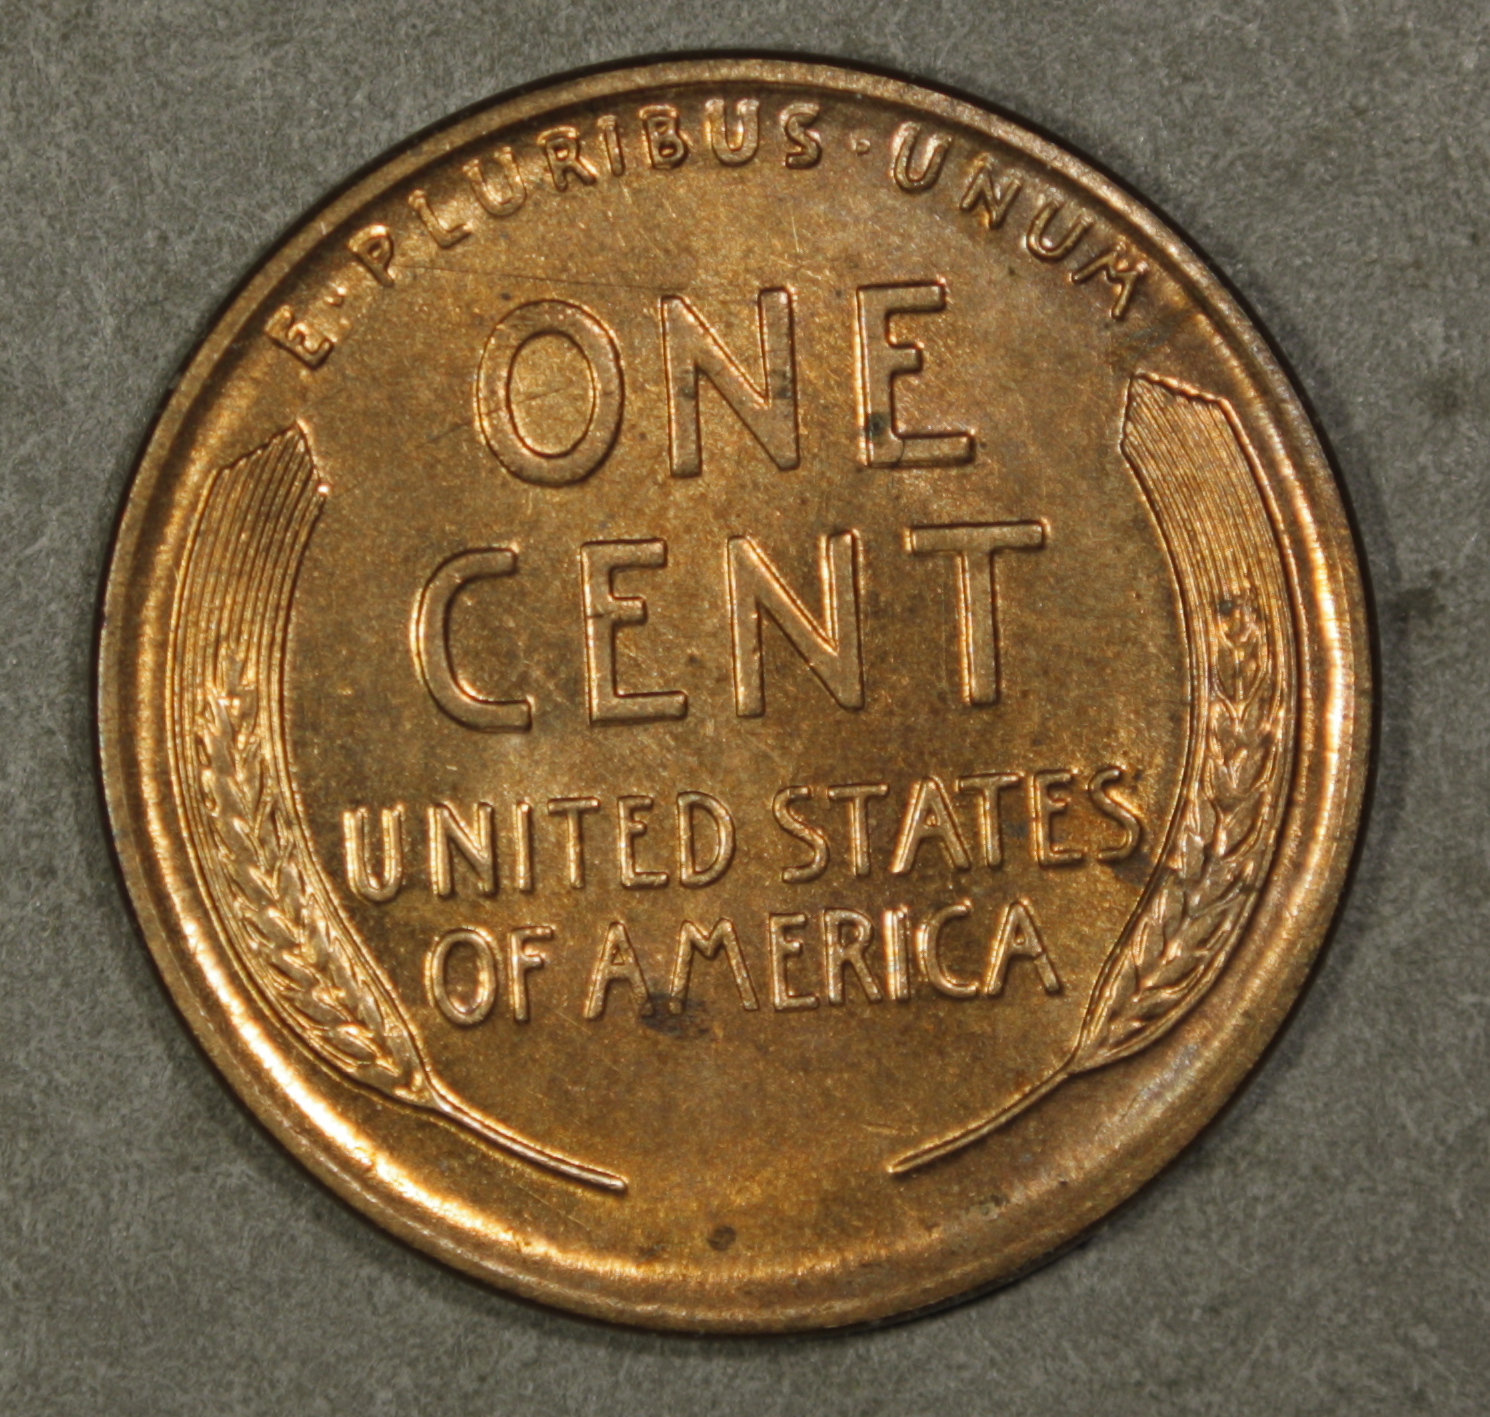 E·PLURIBUS·UNUM
ONE
CENT
UNITED STATES
OF AMERICA